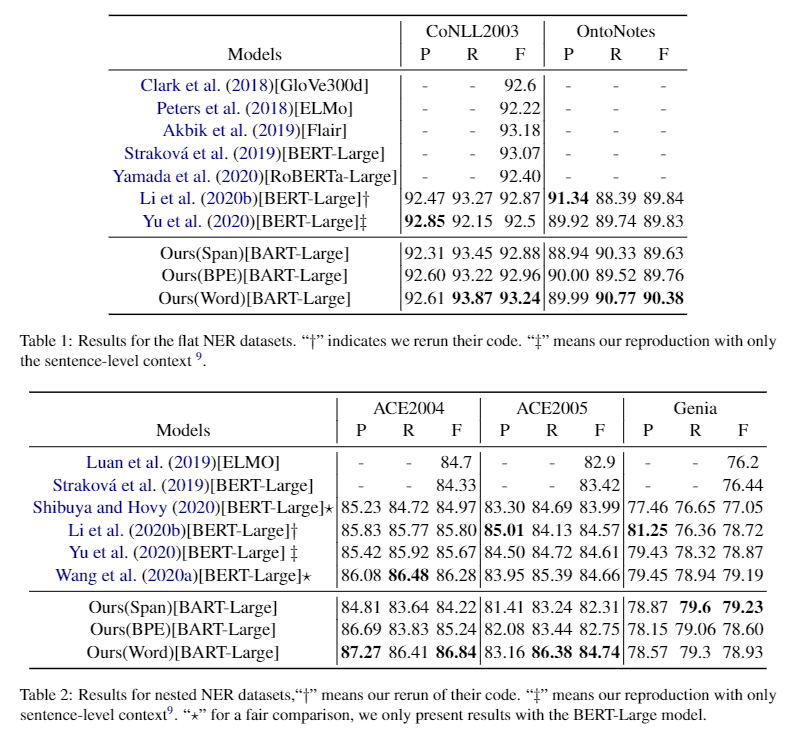 CoNLL2003 OntoNotes
Models P R F P R F
Clark et al. (2018)[GloVe300d] - - 92.6 - - -
Peters et al. (2018)[ELMo] - - 92.22 - - -
Akbik et al. (2019)[Flair] - - 93.18 - - -
Straková et al. (2019)[BERT-Large] - - 93.07 - - -
Yamada et al. (2020)[RoBERTa-Large] - - 92.40 - - -
Li et al. (2020b)[BERT-Large]† 92.47 93.27 92.87 91.34 88.39 89.84
Yu et al. (2020)[BERT-Large]‡ 92.85 92.15 92.5 89.92 89.74 89.83
Ours(Span)[BART-Large] 92.31 93.45 92.88 88.94 90.33 89.63
Ours(BPE)[BART-Large] 92.60 93.22 92.96 90.00 89.52 89.76
Ours(Word)[BART-Large] 92.61 93.87 93.24 89.99 90.77 90.38
Table 1: Results for the flat NER datasets. “†” indicates we rerun their code. “‡” means our reproduction with only
the sentence-level context 9.
ACE2004 ACE2005 Genia
Models P R F P R F P R F
Luan et al. (2019)[ELMO] - - 84.7 - - 82.9 - - 76.2
Straková et al. (2019)[BERT-Large] - - 84.33 - - 83.42 - - 76.44
Shibuya and Hovy (2020)[BERT-Large]⋆ 85.23 84.72 84.97 83.30 84.69 83.99 77.46 76.65 77.05
Li et al. (2020b)[BERT-Large]† 85.83 85.77 85.80 85.01 84.13 84.57 81.25 76.36 78.72
Yu et al. (2020)[BERT-Large] ‡ 85.42 85.92 85.67 84.50 84.72 84.61 79.43 78.32 78.87
Wang et al. (2020a)[BERT-Large]⋆ 86.08 86.48 86.28 83.95 85.39 84.66 79.45 78.94 79.19
Ours(Span)[BART-Large] 84.81 83.64 84.22 81.41 83.24 82.31 78.87 79.6 79.23
Ours(BPE)[BART-Large] 86.69 83.83 85.24 82.08 83.44 82.75 78.15 79.06 78.60
Ours(Word)[BART-Large] 87.27 86.41 86.84 83.16 86.38 84.74 78.57 79.3 78.93
Table 2: Results for nested NER datasets,“†” means our rerun of their code. “‡” means our reproduction with only
sentence-level context9. “⋆” for a fair comparison, we only present results with the BERT-Large model.